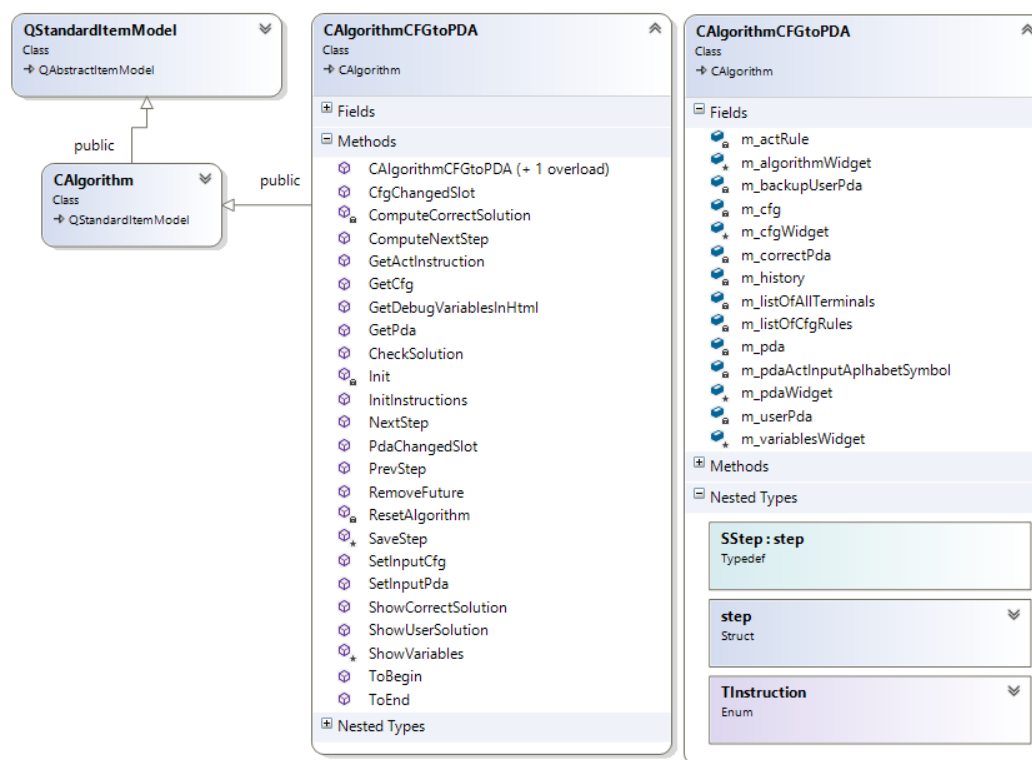 QStandardItemModel
Class
QAbstractItemModel
public
CAlgorithm
Class
QStandardItemModel
public
CAlgorithmCFGtoPDA
Class
CAlgorithm
Fields
Methods
CAlgorithmCFGtoPDA (+ 1 overload)
CfgChangedSlot
ComputeCorrectSolution
ComputeNextStep
GetActInstruction
GetCfg
GetDebugVariablesInHtml
GetPda
CheckSolution
Init
InitInstructions
NextStep
PdaChangedSlot
PrevStep
RemoveFuture
ResetAlgorithm
SaveStep
SetInputCfg
SetInputPda
ShowCorrectSolution
ShowUserSolution
ShowVariables
ToBegin
ToEnd
Nested Types
CAlgorithmCFGtoPDA
Class
CAlgorithm
Fields
m_actRule
m_algorithmWidget
m_backupUserPda
m_cfg
m_cfgWidget
m_correctPda
m_history
m_listOfAllTerminals
m_listOfCfgRules
m_pda
m_pdaActInputAplhabetSymbol
m_pdaWidget
m_userPda
m_variablesWidget
Methods
Nested Types
SStep : step
Typedef
step
Struct
TInstruction
Enum